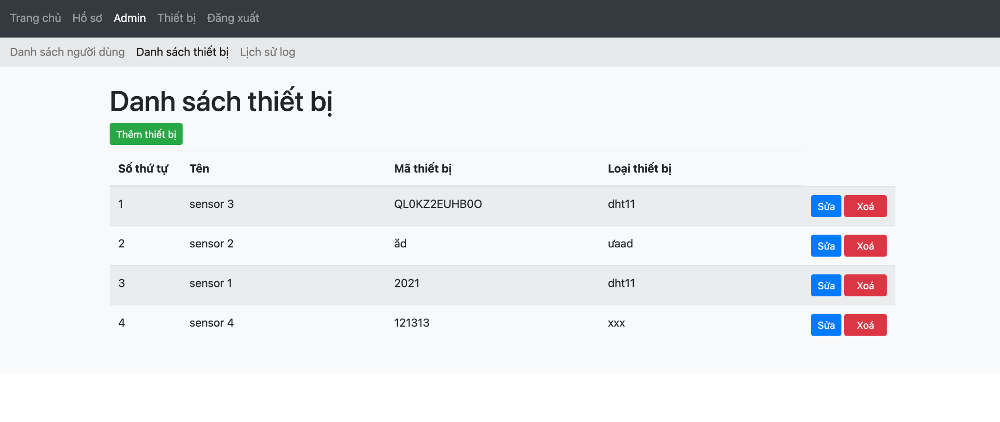 Trang chủ Hồ sơ Admin Thiết bị Đăng xuất
Danh sách người dùng Danh sách thiết bị Lịch sử log
Danh sách thiết bị
Thêm thiết bị
Số thứ tự Tên Mã thiết bị Loại thiết bị
1 sensor 3 QL0KZ2EUHB0O dht11 Sửa Xoá
2 sensor 2 ăd ưaad Sửa Xoá
3 sensor 1 2021 dht11 Sửa Xoá
4 sensor 4 121313 xxx Sửa Xoá